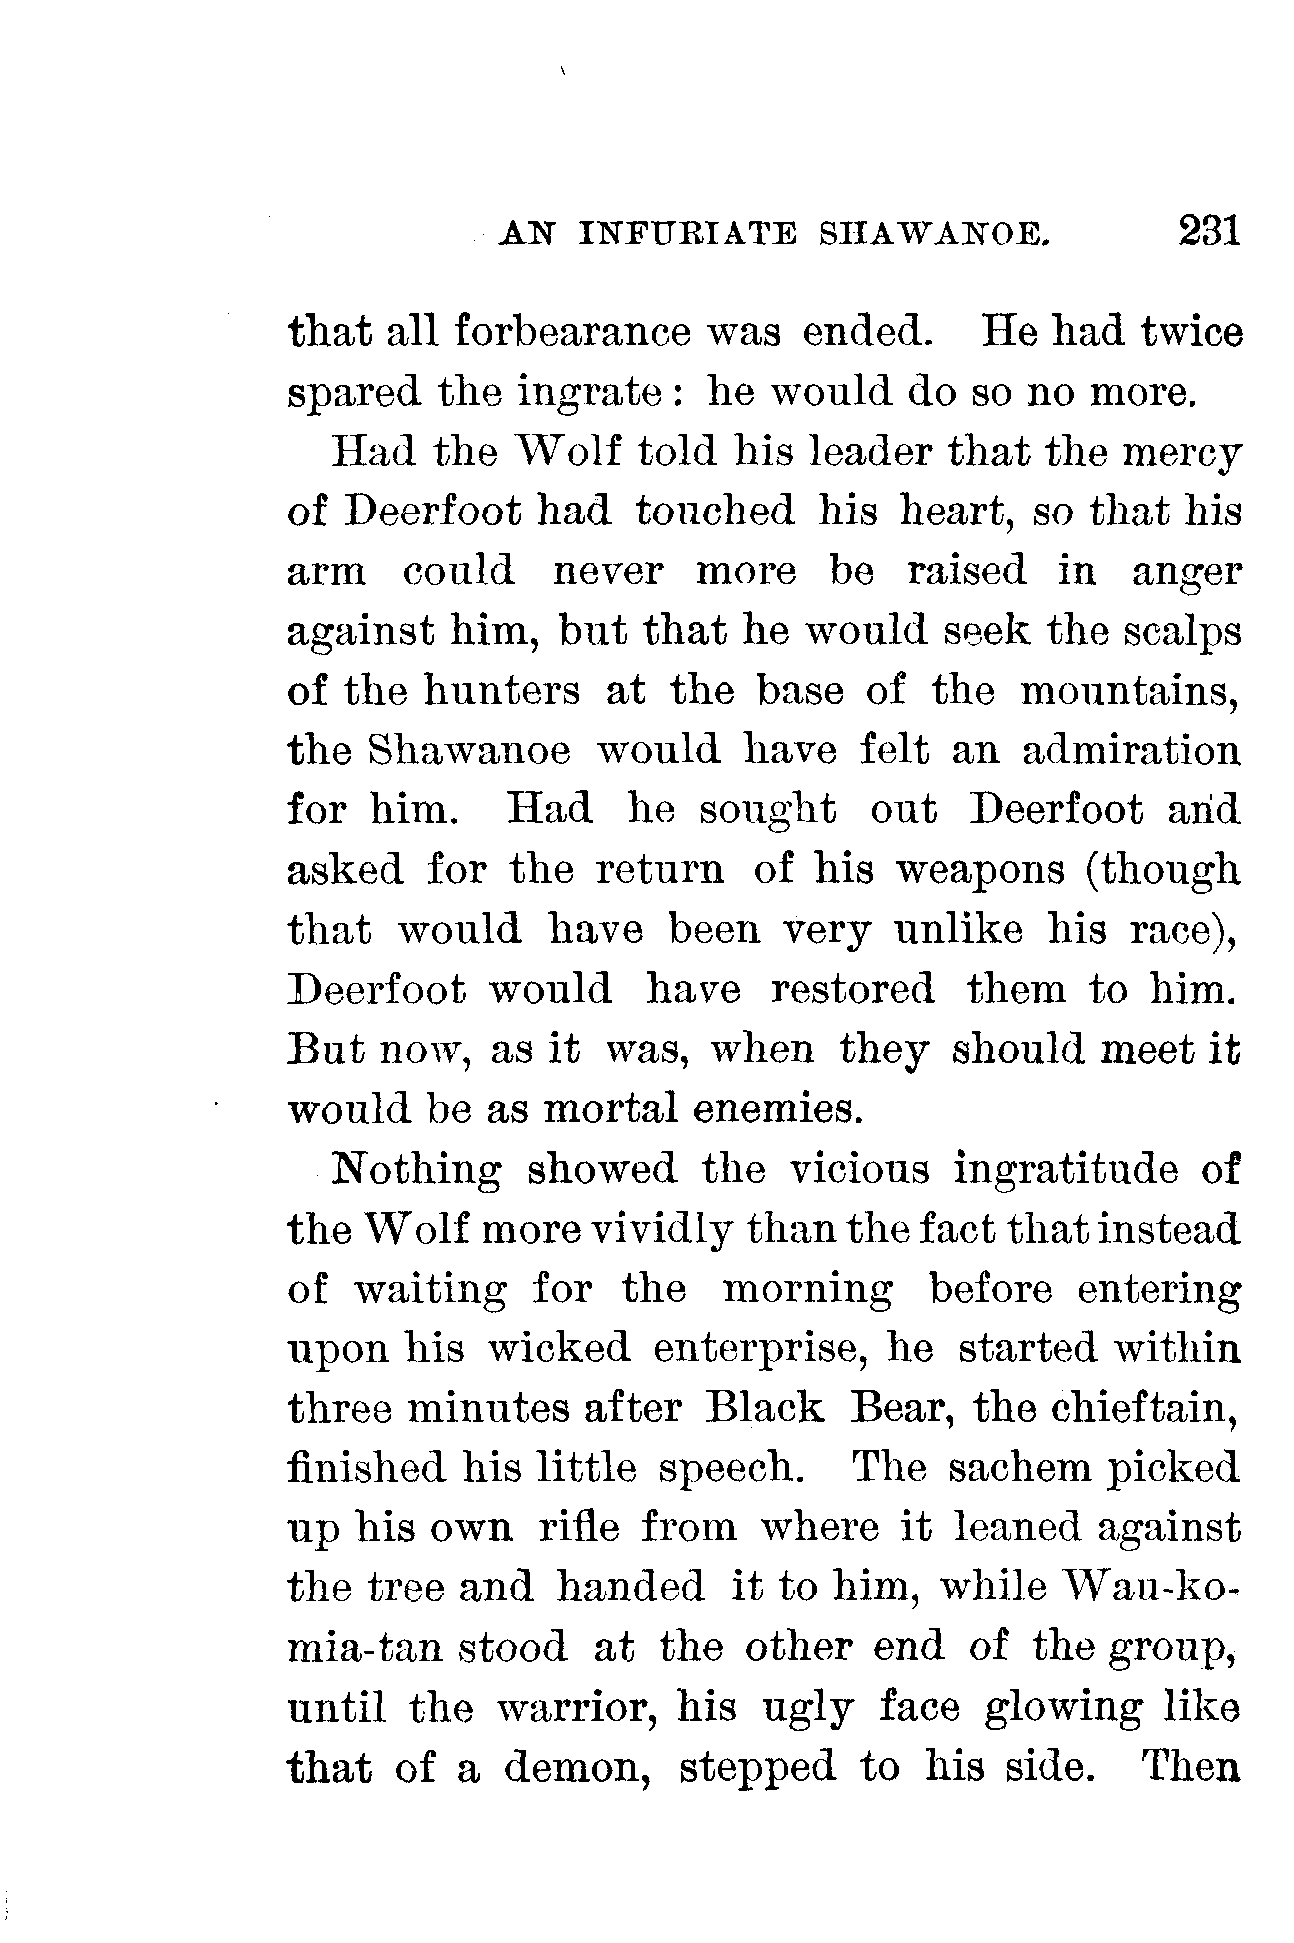 AN INFURIATE SHAWANOE. 231
that all forbearance was ended. He had twice
spared the ingrate: he would do so no more.
Had the Wolf told his leader that the mercy
of Deerfoot had touched his heart, so that his
arm could never more be raised in anger
against him, but that he would seek the scalps
of the hunters at the base of the mountains,
the Shawanoe would have felt an admiration
for him. Had he sought out Deerfoot and
asked for the return of his weapons (though
that would have been very unlike his race),
Deerfoot would have restored them to him.
But now, as it was, when they should meet it
would be as mortal enemies.
Nothing showed the vicious ingratitude of
the Wolf more vividly than the fact that instead
of waiting for the morning before entering
upon his wicked enterprise, he started within
three minutes after Black Bear, the chieftain,
finished his little speech. The sachem picked
up his own rifle from where it leaned against
the tree and handed it to him, while Wau-ko-
mia-tan stood at the other end of the group,
until the warrior, his ugly face glowing like
that of a demon, stepped to his side. Then